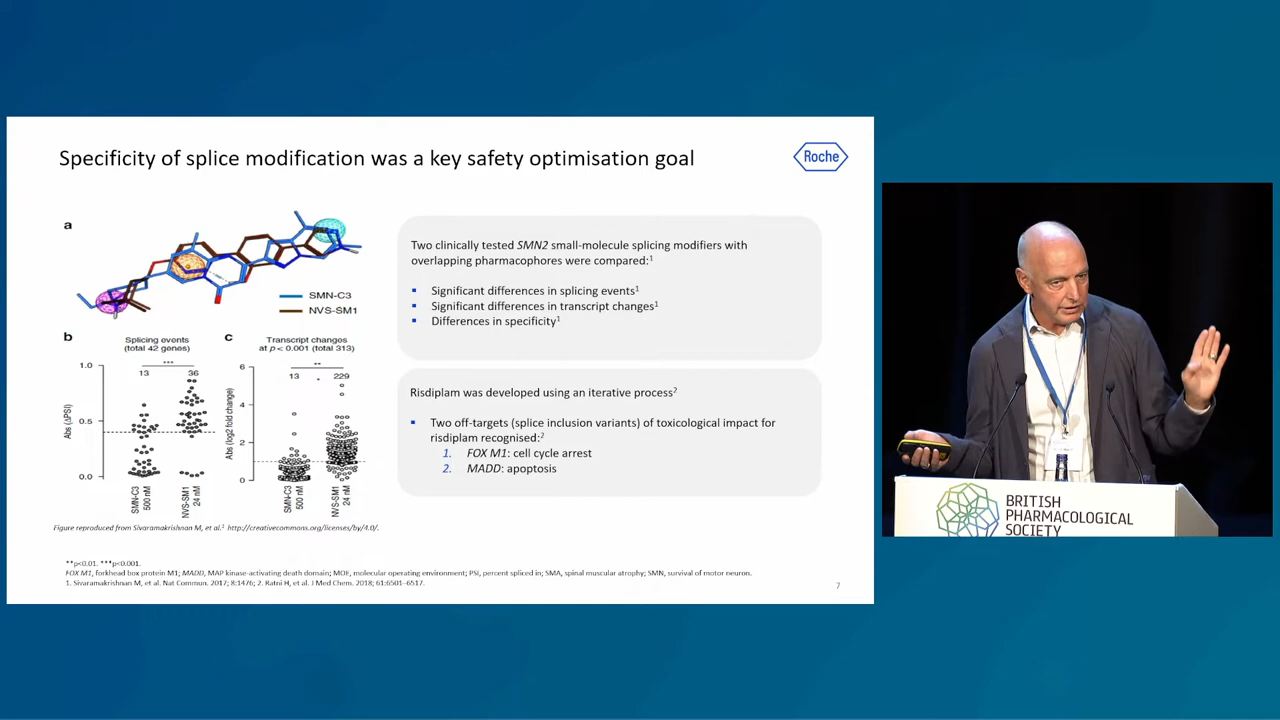 Specificity of splice modification was a key safety optimisation goal
Roche
a
SMN-C3
NVS-SM1
b
Splicing events
(total 42 genes)
***
13
36
1.0
0.5
0.0
Abs (ΔPSI)
SMN-C3
500 nM
NVS-SM1
24 nM
c
Transcript changes
at p < 0.001 (total 313)
**
13
229
6
4
2
0
Abs (log2 fold change)
SMN-C3
500 nM
NVS-SM1
24 nM
Figure reproduced from Sivaramakrishnan M, et al.¹ http://creativecommons.org/licenses/by/4.0/.
Two clinically tested SMN2 small-molecule splicing modifiers with
overlapping pharmacophores were compared:¹
▪ Significant differences in splicing events¹
▪ Significant differences in transcript changes¹
▪ Differences in specificity¹
Risdiplam was developed using an iterative process²
▪ Two off-targets (splice inclusion variants) of toxicological impact for
risdiplam recognised:²
1. FOX M1: cell cycle arrest
2. MADD: apoptosis
**p<0.01. ***p<0.001.
FOX M1, forkhead box protein M1; MADD, MAP kinase-activating death domain; MOE, molecular operating environment; PSI, percent spliced in; SMA, spinal muscular atrophy; SMN, survival of motor neuron.
1. Sivaramakrishnan M, et al. Nat Commun. 2017; 8:1476; 2. Ratni H, et al. J Med Chem. 2018; 61:6501–6517.
7
BRITISH
PHARMACOLOGICAL
SOCIETY